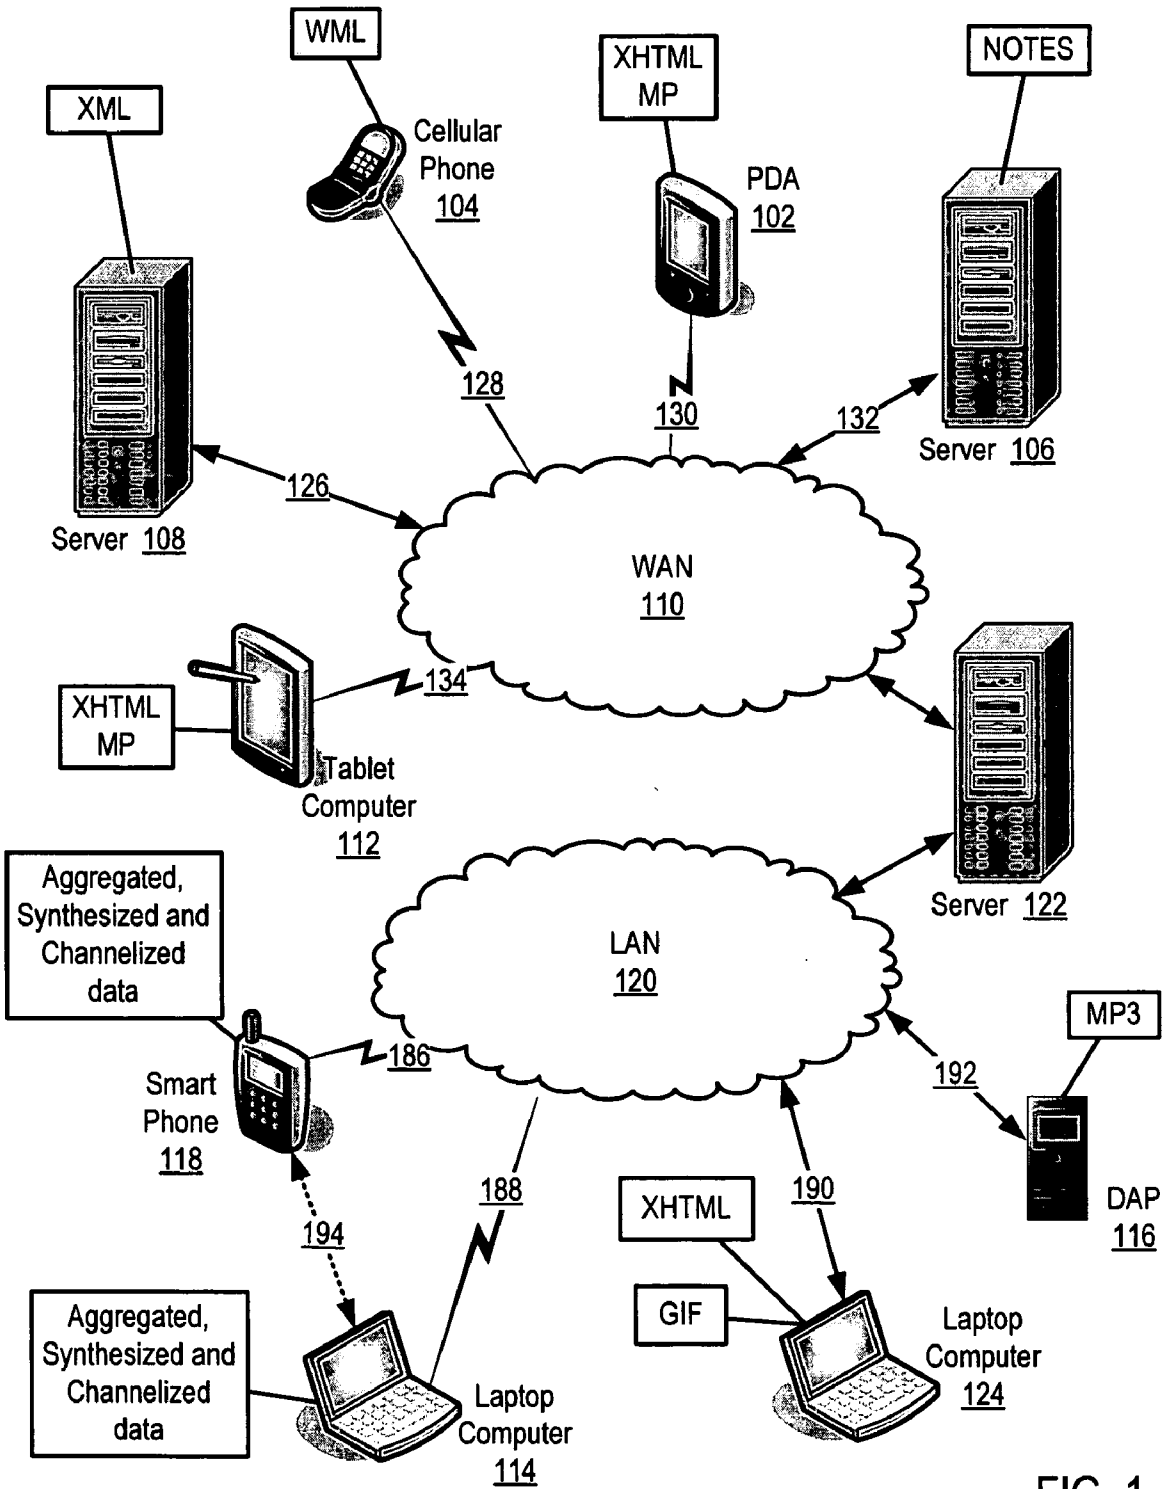 WML
XHTML
MP
NOTES
XML
Cellular
Phone
104
PDA
102
128
130
132
Server 106
126
Server 108
WAN
110
134
XHTML
MP
Tablet
Computer
112
Server 122
Aggregated,
Synthesized and
Channelized
data
LAN
120
MP3
186
192
Smart
Phone
118
188
190
DAP
116
XHTML
194
GIF
Aggregated,
Synthesized and
Channelized
data
Laptop
Computer
124
Laptop
Computer
114
FIG. 1